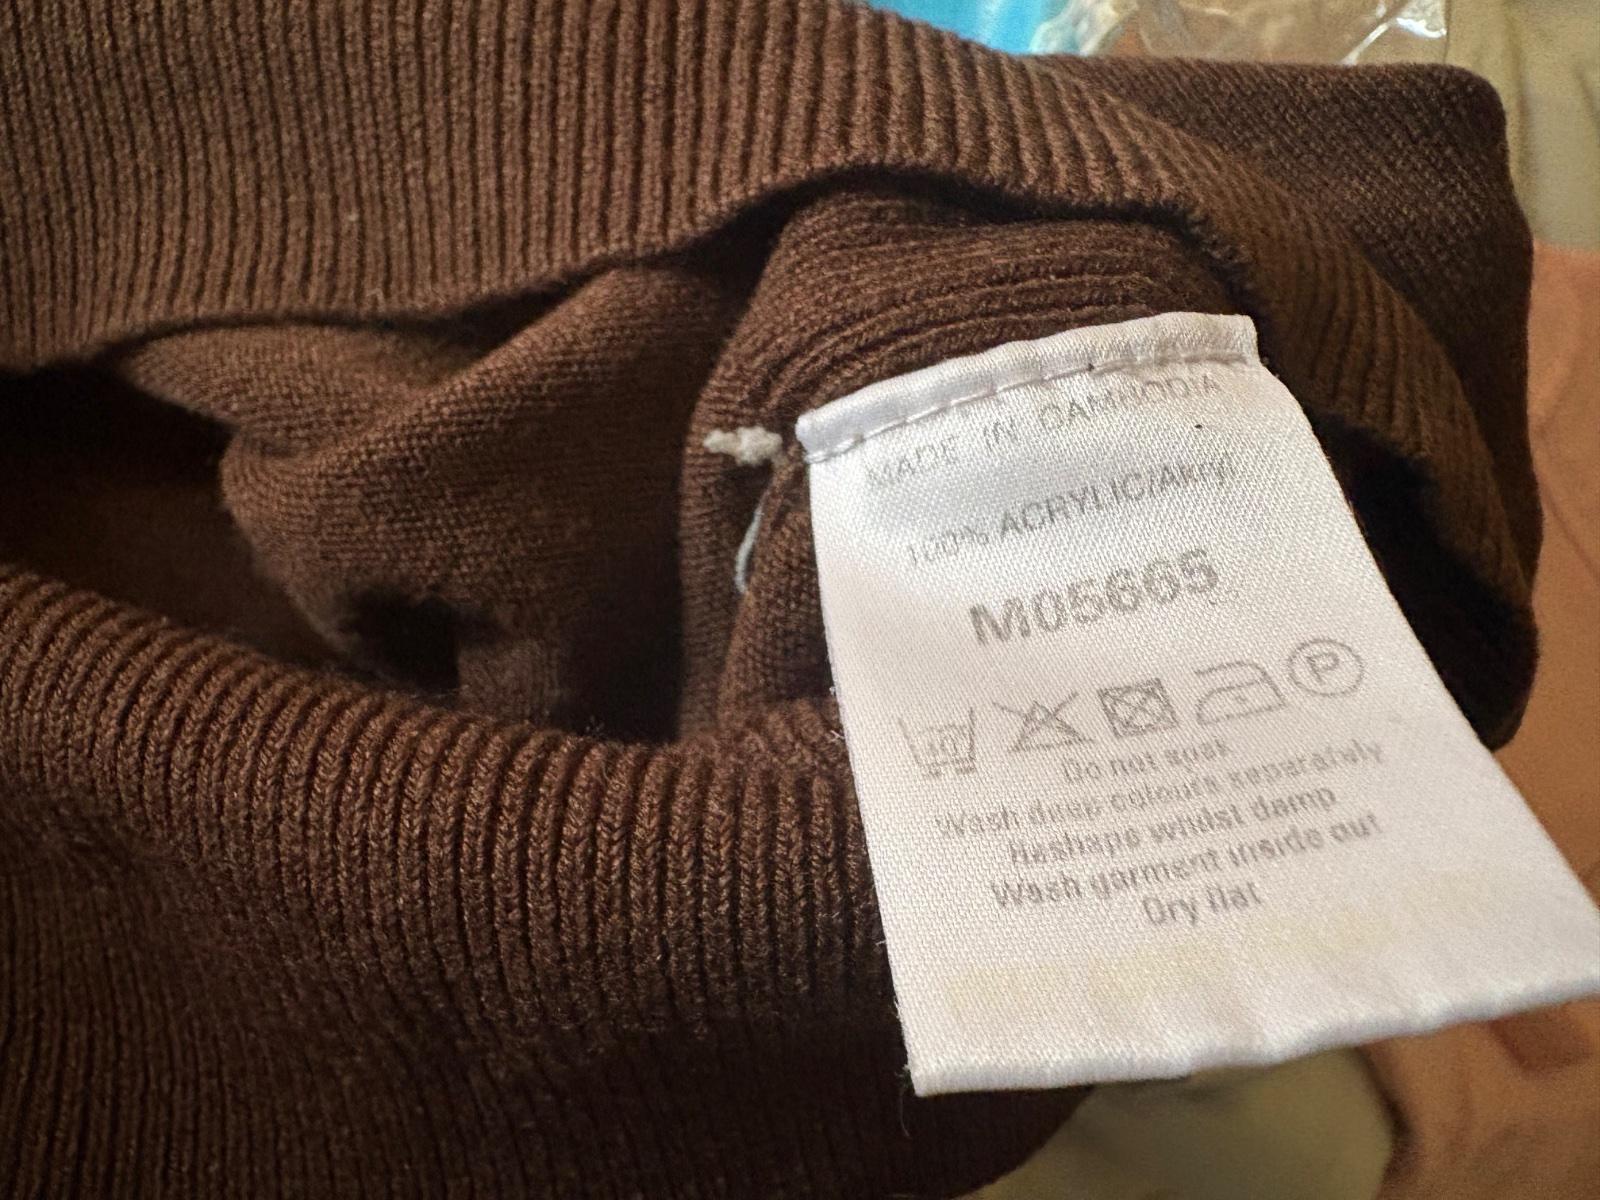 MADE IN CAMBODIA
100% ACRYLIC/Akryl
M05665
40 P
Do not soak
Wash deep colours separately
Reshape whilst damp
Wash garment inside out
Dry flat